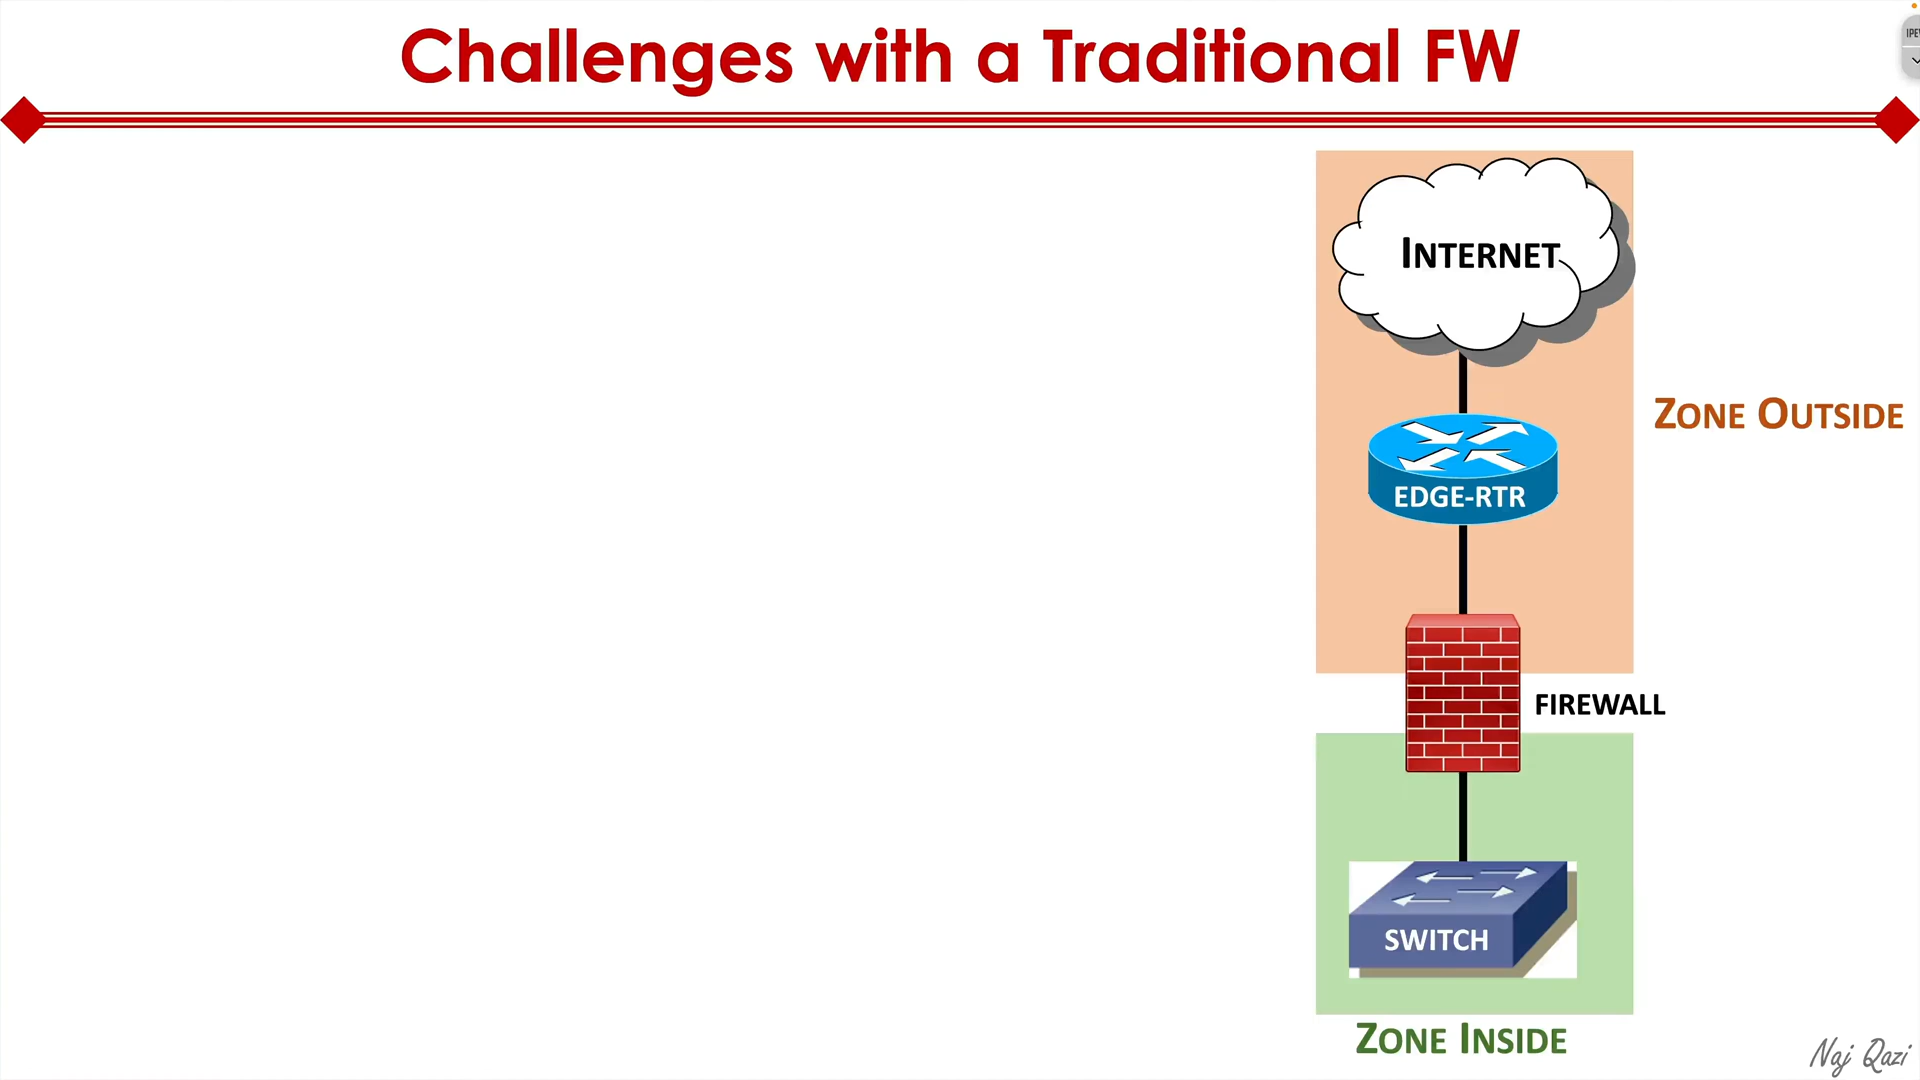 Challenges with a Traditional FW
INTERNET
ZONE OUTSIDE
EDGE-RTR
FIREWALL
SWITCH
ZONE INSIDE
Naj Qazi